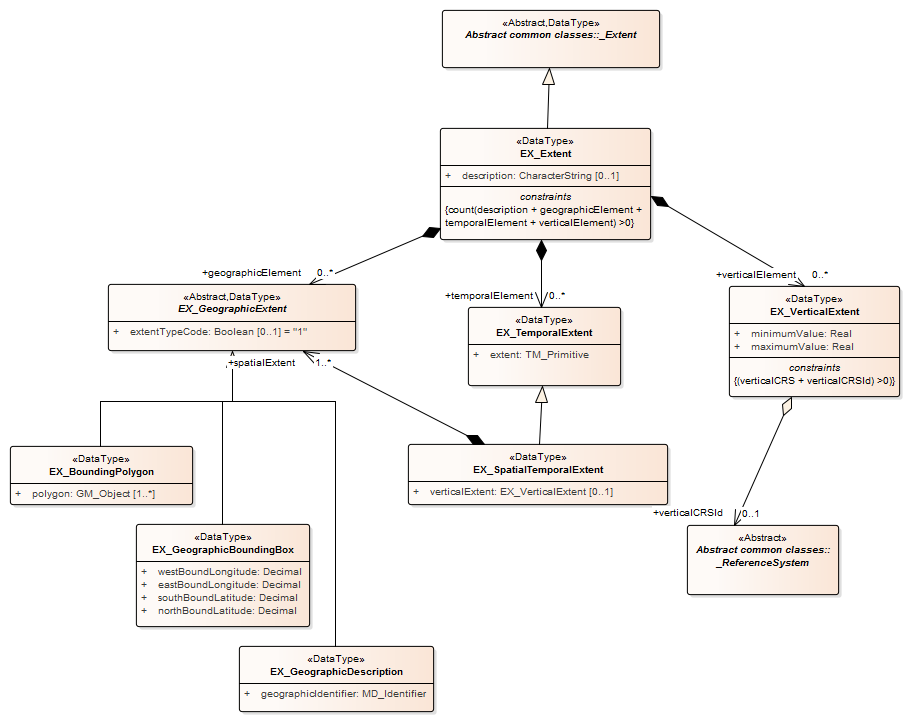 «Abstract,DataType»
Abstract common classes::_Extent
«DataType»
EX_Extent
+ description: CharacterString [0..1]
constraints
{count(description + geographicElement +
temporalElement + verticalElement) >0}
+geographicElement 0..*
+temporalElement 0..*
+verticalElement 0..*
«Abstract,DataType»
EX_GeographicExtent
+ extentTypeCode: Boolean [0..1] = "1"
«DataType»
EX_TemporalExtent
+ extent: TM_Primitive
«DataType»
EX_VerticalExtent
+ minimumValue: Real
+ maximumValue: Real
constraints
{(verticalCRS + verticalCRSId) >0)}
+spatialExtent 1..*
«DataType»
EX_BoundingPolygon
+ polygon: GM_Object [1..*]
«DataType»
EX_SpatialTemporalExtent
+ verticalExtent: EX_VerticalExtent [0..1]
+verticalCRSId 0..1
«DataType»
EX_GeographicBoundingBox
+ westBoundLongitude: Decimal
+ eastBoundLongitude: Decimal
+ southBoundLatitude: Decimal
+ northBoundLatitude: Decimal
«Abstract»
Abstract common classes::
_ReferenceSystem
«DataType»
EX_GeographicDescription
+ geographicIdentifier: MD_Identifier